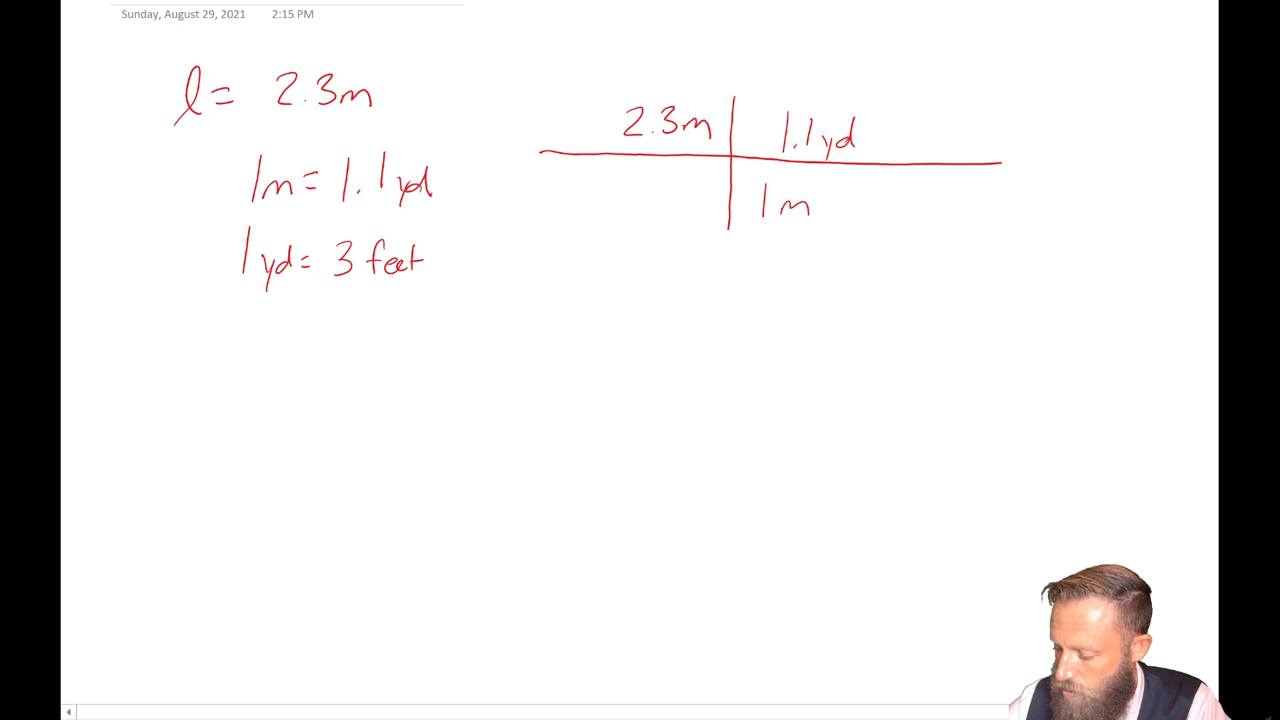 Sunday, August 29, 2021 2:15 PM
l = 2.3m
1m = 1.1yd
1yd = 3 feet
2.3m | 1.1yd
1m